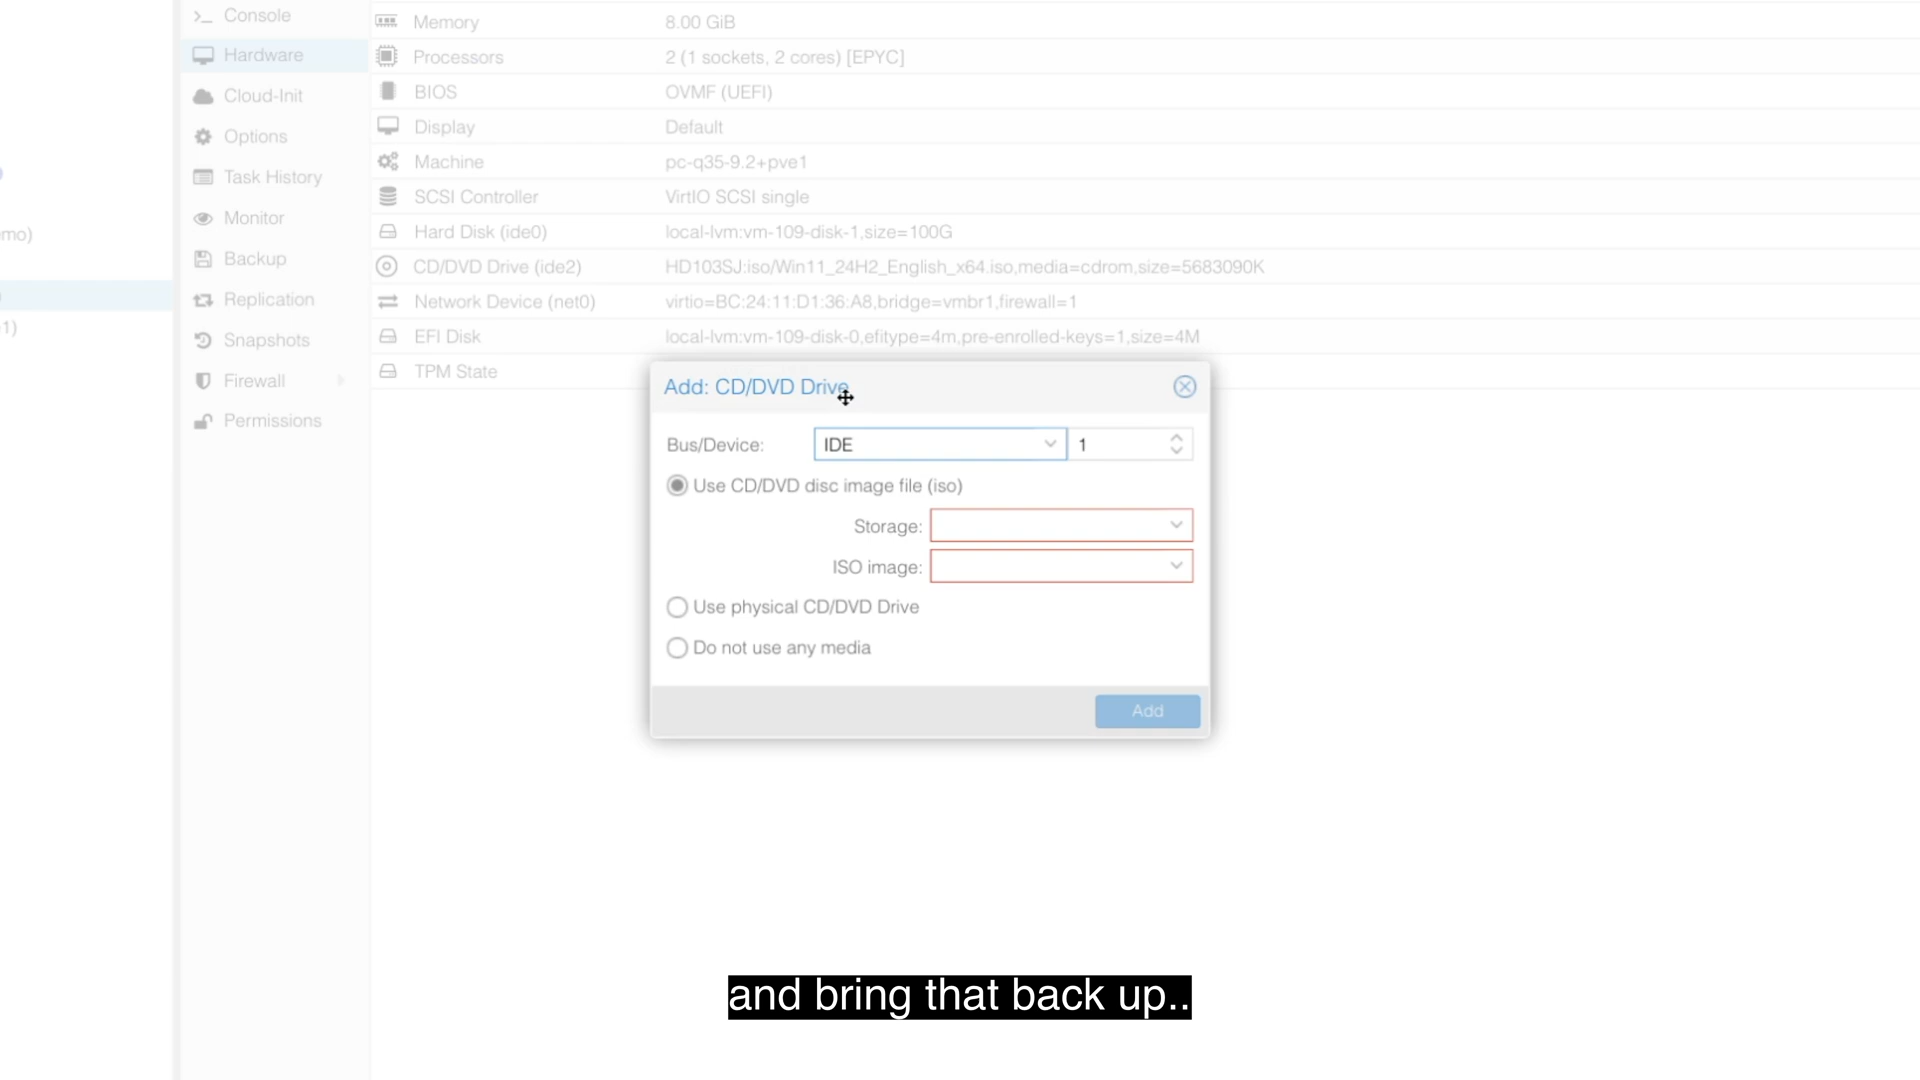 Console
Hardware
Cloud-Init
Options
Task History
Monitor
Backup
Replication
Snapshots
Firewall
Permissions
mo)
1)
Memory 8.00 GiB
Processors 2 (1 sockets, 2 cores) [EPYC]
BIOS OVMF (UEFI)
Display Default
Machine pc-q35-9.2+pve1
SCSI Controller VirtIO SCSI single
Hard Disk (ide0) local-lvm:vm-109-disk-1,size=100G
CD/DVD Drive (ide2) HD103SJ:iso/Win11_24H2_English_x64.iso,media=cdrom,size=5683090K
Network Device (net0) virtio=BC:24:11:D1:36:A8,bridge=vmbr1,firewall=1
EFI Disk local-lvm:vm-109-disk-0,efitype=4m,pre-enrolled-keys=1,size=4M
TPM State
Add: CD/DVD Drive
Bus/Device: IDE 1
Use CD/DVD disc image file (iso)
Storage:
ISO image:
Use physical CD/DVD Drive
Do not use any media
Add
and bring that back up..